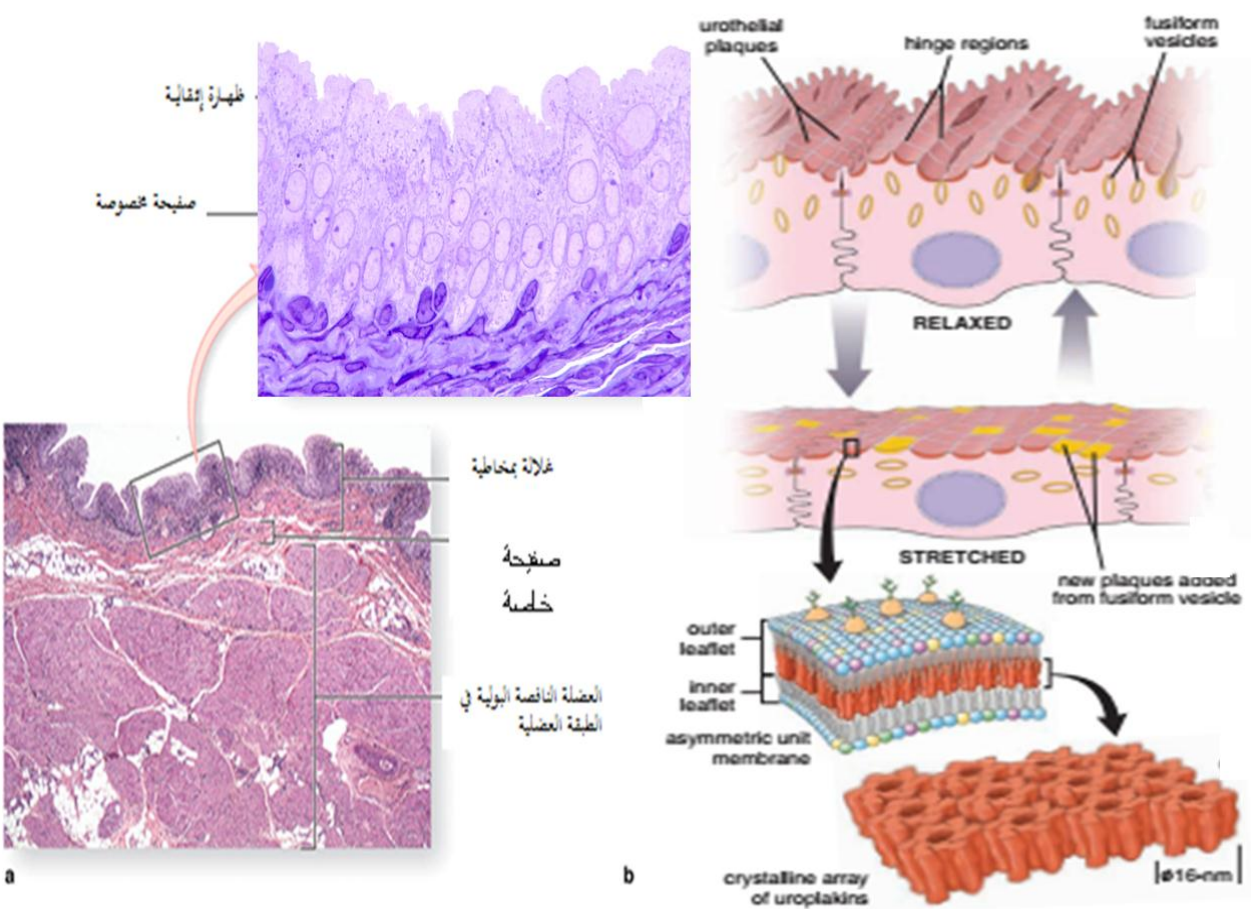 ظهارة إنتقالية
صفيحة مخصوصة
غلالة مخاطية
صفيحة
خاصة
العضلة النافصة البولية في
الطبقة العضلية
a
urothelial
plaques
hinge regions
fusiform
vesicles
RELAXED
STRETCHED
new plaques added
from fusiform vesicle
outer
leaflet
inner
leaflet
asymmetric unit
membrane
crystalline array
of uroplakins
ø16-nm
b